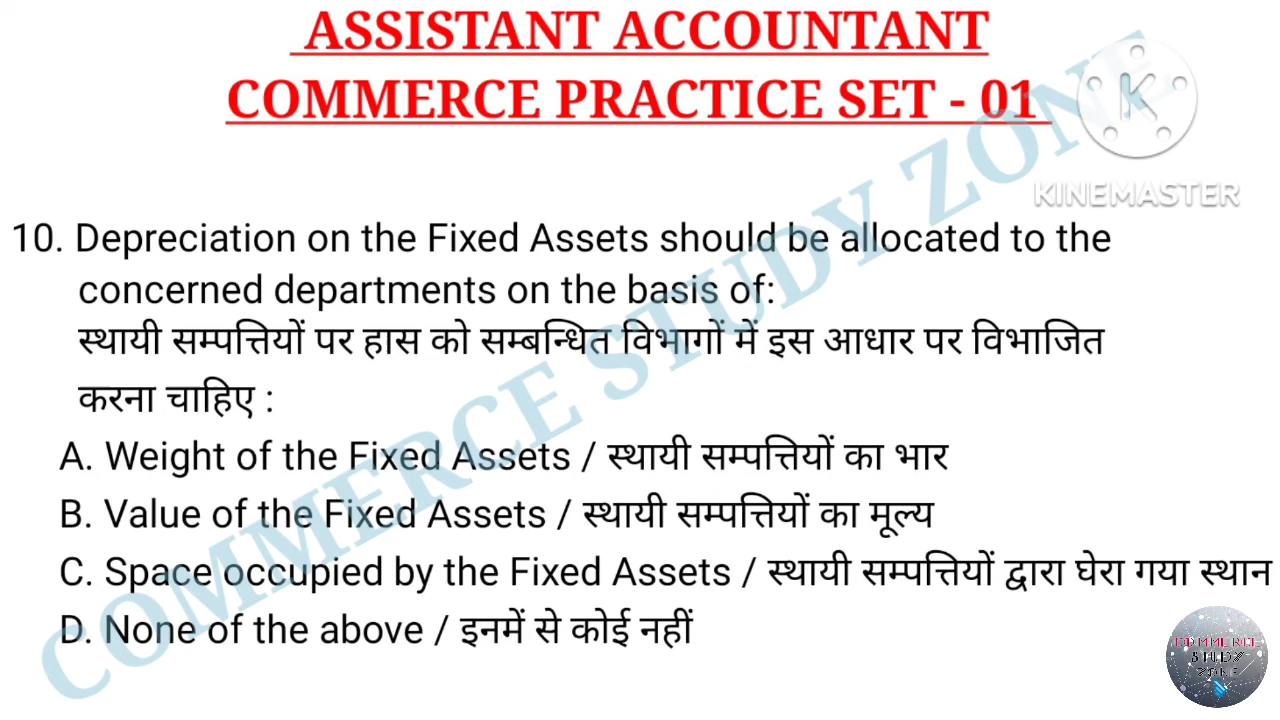 ASSISTANT ACCOUNTANT
COMMERCE PRACTICE SET - 01
KINEMASTER
10. Depreciation on the Fixed Assets should be allocated to the
concerned departments on the basis of:
स्थायी सम्पत्तियों पर हास को सम्बन्धित विभागों में इस आधार पर विभाजित
करना चाहिए :
A. Weight of the Fixed Assets / स्थायी सम्पत्तियों का भार
B. Value of the Fixed Assets / स्थायी सम्पत्तियों का मूल्य
C. Space occupied by the Fixed Assets / स्थायी सम्पत्तियों द्वारा घेरा गया स्थान
D. None of the above / इनमें से कोई नहीं
COMMERCE STUDY ZONE
COMMERCE
STUDY
ZONE